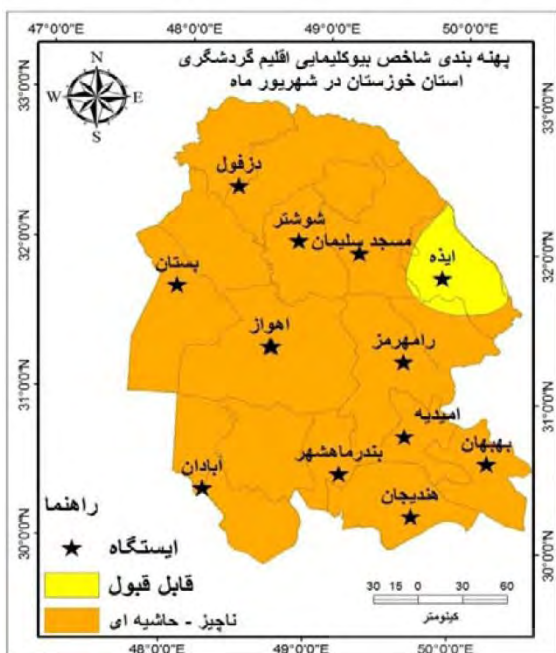 47°0'0"E 48°0'0"E 49°0'0"E 50°0'0"E
پهنه بندی شاخص بیوکلیمایی اقلیم گردشگری
استان خوزستان در شهریور ماه
N
W E
S
33°0'0"N 33°0'0"N
دزفول
شوشتر
مسجد سلیمان
32°0'0"N 32°0'0"N
ایذه
بستان
اهواز
رامهرمز
31°0'0"N 31°0'0"N
امیدیه
بهبهان
بندرماهشهر
آبادان
هندیجان
30°0'0"N 30°0'0"N
راهنما
ایستگاه
قابل قبول
ناچیز - حاشیه ای
30 15 0 30 60
کیلومتر
48°0'0"E 49°0'0"E 50°0'0"E